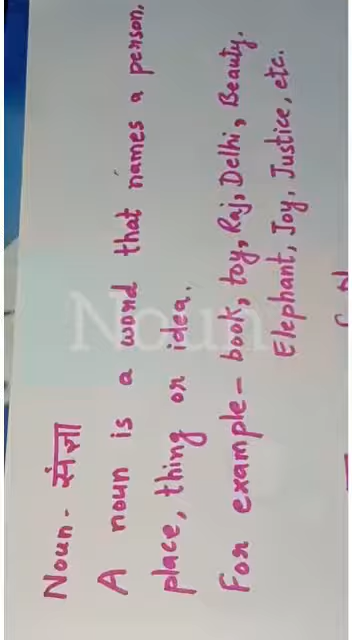 Noun - संज्ञा
A noun is a word that names a person,
place, thing or idea.
Noun
For example - book, toy, Raj, Delhi, Beauty,
Elephant, Joy, Justice, etc.